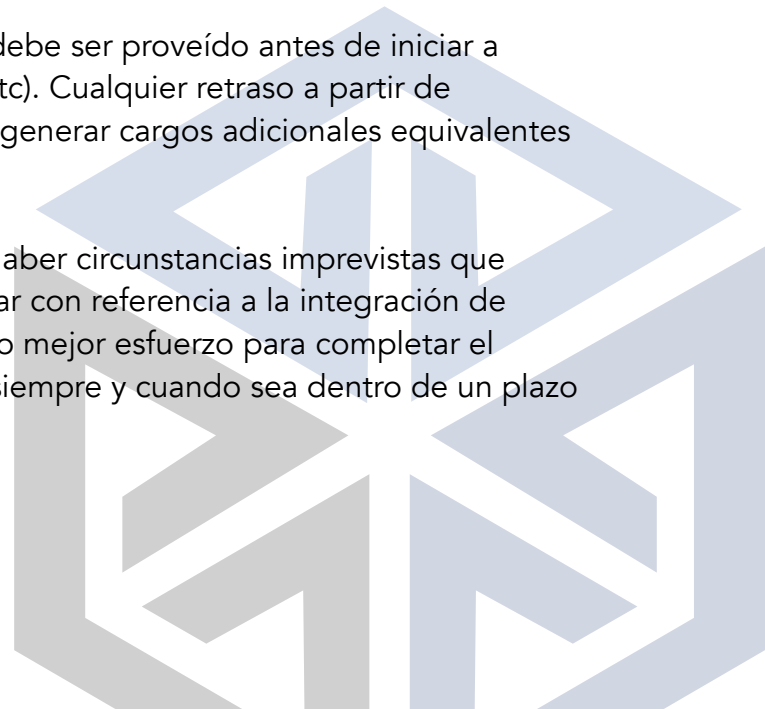 debe ser proveído antes de iniciar a
tc). Cualquier retraso a partir de
generar cargos adicionales equivalentes
aber circunstancias imprevistas que
ar con referencia a la integración de
o mejor esfuerzo para completar el
siempre y cuando sea dentro de un plazo